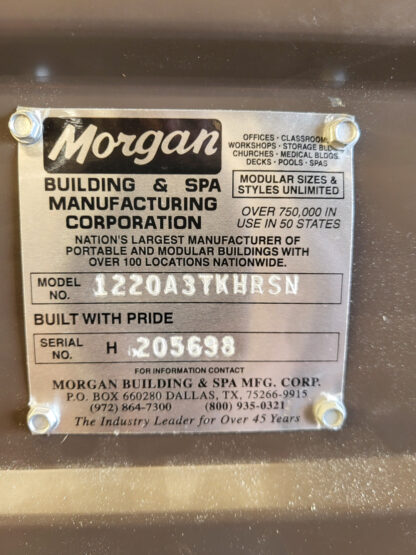 Morgan
OFFICES · CLASSROOMS
WORKSHOPS · STORAGE BLDGS.
CHURCHES · MEDICAL BLDGS.
DECKS · POOLS · SPAS
BUILDING & SPA
MANUFACTURING
CORPORATION
MODULAR SIZES &
STYLES UNLIMITED
OVER 750,000 IN
USE IN 50 STATES
NATION'S LARGEST MANUFACTURER OF
PORTABLE AND MODULAR BUILDINGS WITH
OVER 100 LOCATIONS NATIONWIDE.
MODEL NO. 1220A3TKHRSN
BUILT WITH PRIDE
SERIAL NO. H 205698
FOR INFORMATION CONTACT
MORGAN BUILDING & SPA MFG. CORP.
P.O. BOX 660280 DALLAS, TX, 75266-9915
(972) 864-7300 (800) 935-0321
The Industry Leader for Over 45 Years